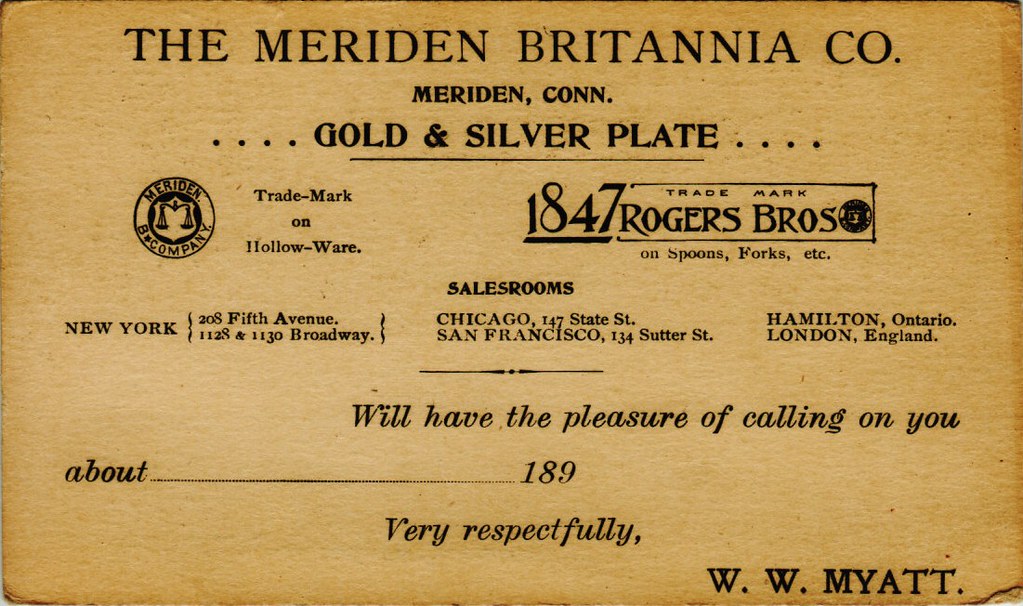 THE MERIDEN BRITANNIA CO.
MERIDEN, CONN.
. . . . GOLD & SILVER PLATE . . . .
MERIDEN.
B. COMPANY.
Trade-Mark
on
Hollow-Ware.
TRADE MARK
1847 ROGERS BROS
on Spoons, Forks, etc.
SALESROOMS
NEW YORK { 208 Fifth Avenue. }
1128 & 1130 Broadway.
CHICAGO, 147 State St.
SAN FRANCISCO, 134 Sutter St.
HAMILTON, Ontario.
LONDON, England.
Will have the pleasure of calling on you
about........................189
Very respectfully,
W. W. MYATT.